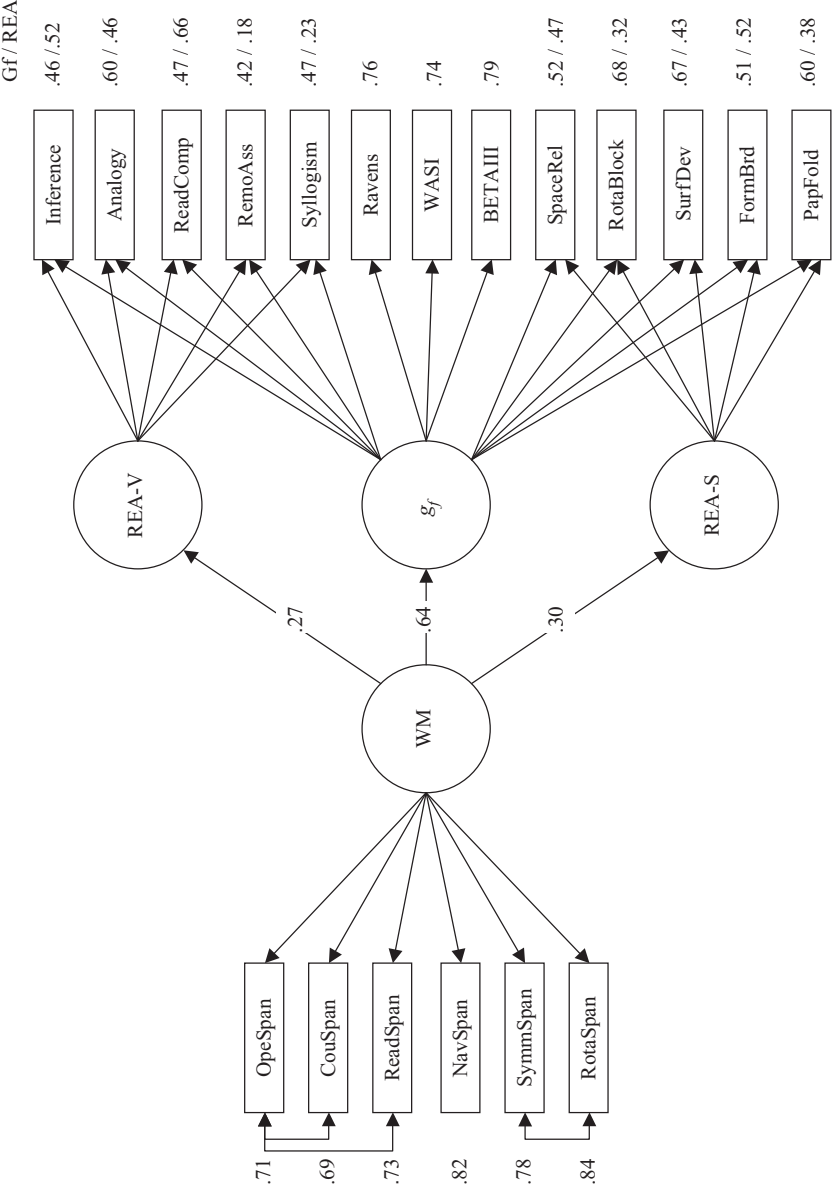 Gf / REA
Inference
.46 / .52
Analogy
.60 / .46
ReadComp
.47 / .66
RemoAss
.42 / .18
Syllogism
.47 / .23
Ravens
.76
WASI
.74
BETAIII
.79
SpaceRel
.52 / .47
RotaBlock
.68 / .32
SurfDev
.67 / .43
FormBrd
.51 / .52
PapFold
.60 / .38
REA-V
gf
REA-S
.27
.64
.30
WM
OpeSpan
.71
CouSpan
.69
ReadSpan
.73
NavSpan
.82
SymmSpan
.78
RotaSpan
.84